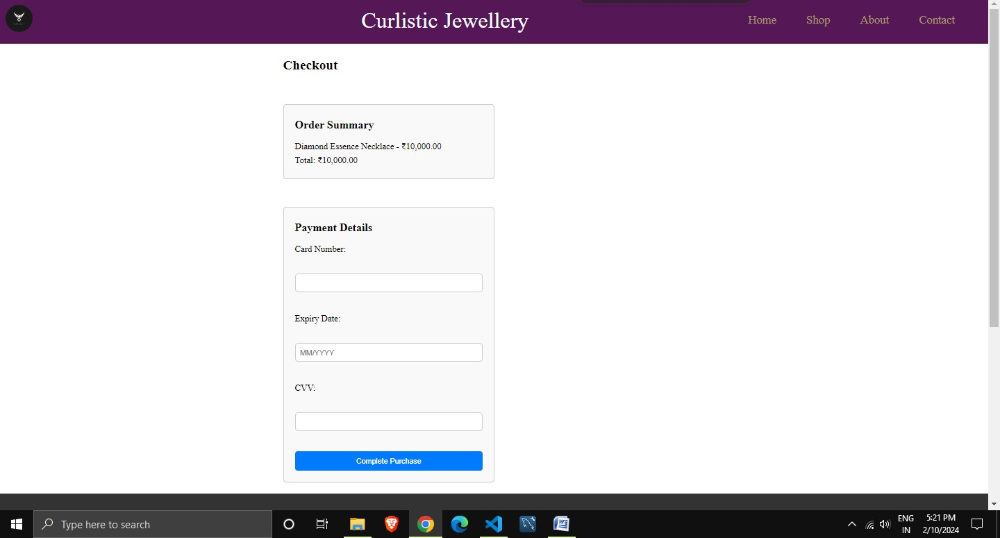 Curlistic Jewellery
Home Shop About Contact
Checkout
Order Summary
Diamond Essence Necklace - ₹10,000.00
Total: ₹10,000.00
Payment Details
Card Number:
Expiry Date:
MM/YYYY
CVV:
Complete Purchase
Type here to search
ENG
IN
5:21 PM
2/10/2024